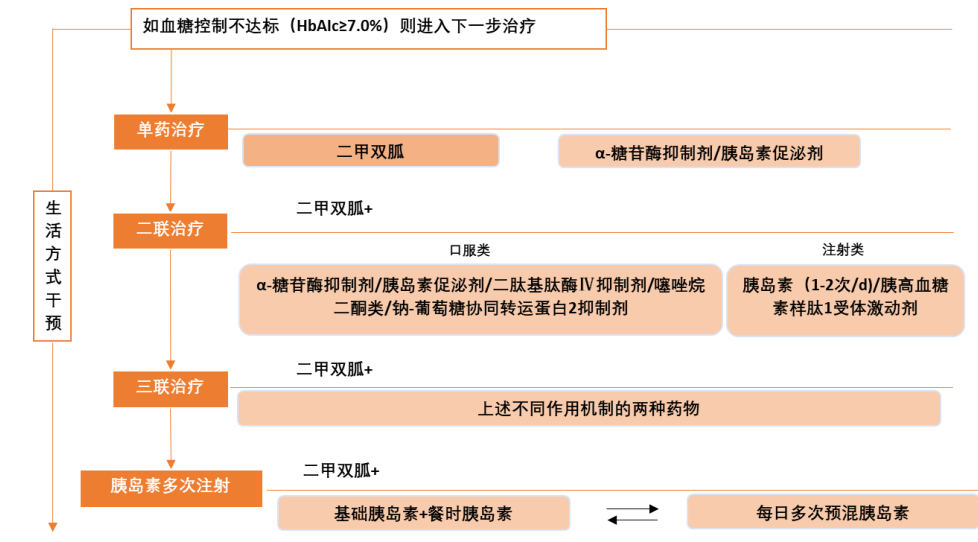 如血糖控制不达标（HbAIc≥7.0%）则进入下一步治疗
单药治疗
二甲双胍
α-糖苷酶抑制剂/胰岛素促泌剂
生活方式干预
二甲双胍+
二联治疗
口服类
注射类
α-糖苷酶抑制剂/胰岛素促泌剂/二肽基肽酶Ⅳ抑制剂/噻唑烷
二酮类/钠-葡萄糖协同转运蛋白2抑制剂
胰岛素（1-2次/d)/胰高血糖
素样肽1受体激动剂
二甲双胍+
三联治疗
上述不同作用机制的两种药物
二甲双胍+
胰岛素多次注射
基础胰岛素+餐时胰岛素
每日多次预混胰岛素